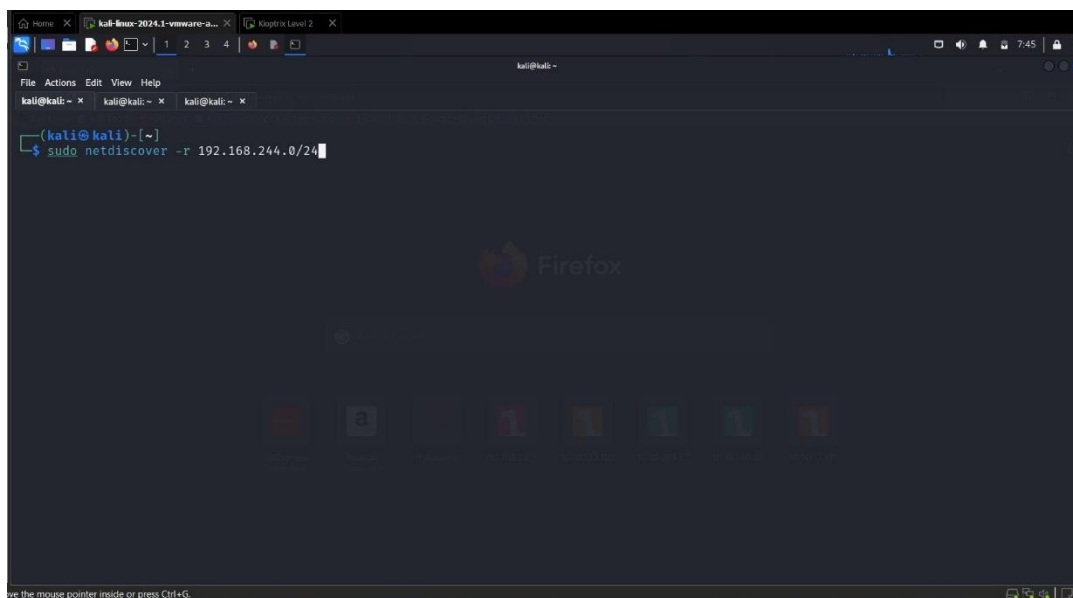 Home kali-linux-2024.1-vmware-a... Kioptrix Level 2
1 2 3 4 7:45
kali@kali: ~
File Actions Edit View Help
kali@kali: ~ kali@kali: ~ kali@kali: ~
(kali㉿kali)-[~]
$ sudo netdiscover -r 192.168.244.0/24
Firefox
a
ove the mouse pointer inside or press Ctrl+G.